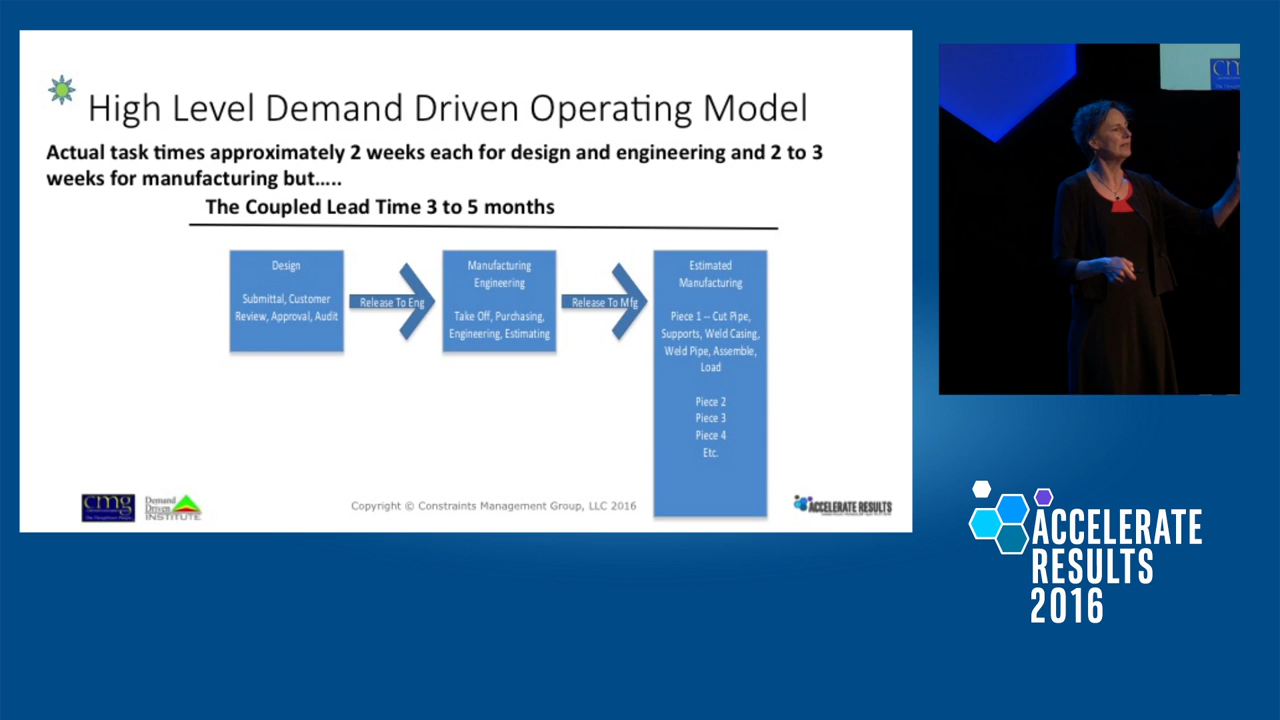 High Level Demand Driven Operating Model
Actual task times approximately 2 weeks each for design and engineering and 2 to 3
weeks for manufacturing but.....
The Coupled Lead Time 3 to 5 months
Design
Submittal, Customer
Review, Approval, Audit
Release To Eng
Manufacturing
Engineering
Take Off, Purchasing,
Engineering, Estimating
Release To Mfg
Estimated
Manufacturing
Piece 1 -- Cut Pipe,
Supports, Weld Casing,
Weld Pipe, Assemble,
Load
Piece 2
Piece 3
Piece 4
Etc.
cmg
Demand
Driven
INSTITUTE
Copyright © Constraints Management Group, LLC 2016
ACCELERATE RESULTS
ACCELERATE
RESULTS
2016